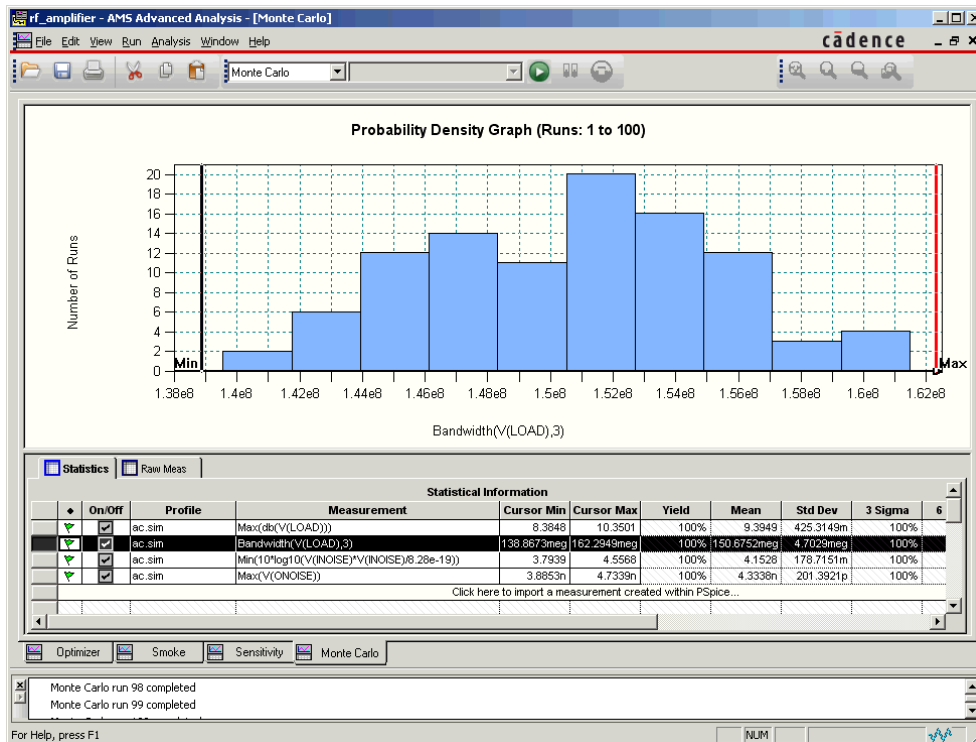 rf_amplifier - AMS Advanced Analysis - [Monte Carlo]
File Edit View Run Analysis Window Help
cādence
Monte Carlo
Probability Density Graph (Runs: 1 to 100)
Number of Runs
20
18
16
14
12
10
8
6
4
2
0
Min
Max
1.38e8 1.4e8 1.42e8 1.44e8 1.46e8 1.48e8 1.5e8 1.52e8 1.54e8 1.56e8 1.58e8 1.6e8 1.62e8
Bandwidth(V(LOAD),3)
Statistics Raw Meas
Statistical Information
On/Off Profile Measurement Cursor Min Cursor Max Yield Mean Std Dev 3 Sigma 6
ac.sim Max(db(V(LOAD))) 8.3848 10.3501 100% 9.3949 425.3149m 100%
ac.sim Bandwidth(V(LOAD),3) 138.8673meg 162.2949meg 100% 150.6752meg 4.7029meg 100%
ac.sim Min(10*log10(V(INOISE)*V(INOISE)/8.28e-19)) 3.7939 4.5568 100% 4.1528 178.7151m 100%
ac.sim Max(V(ONOISE)) 3.8853n 4.7339n 100% 4.3338n 201.3921p 100%
Click here to import a measurement created within PSpice...
Optimizer Smoke Sensitivity Monte Carlo
Monte Carlo run 98 completed
Monte Carlo run 99 completed
For Help, press F1
NUM